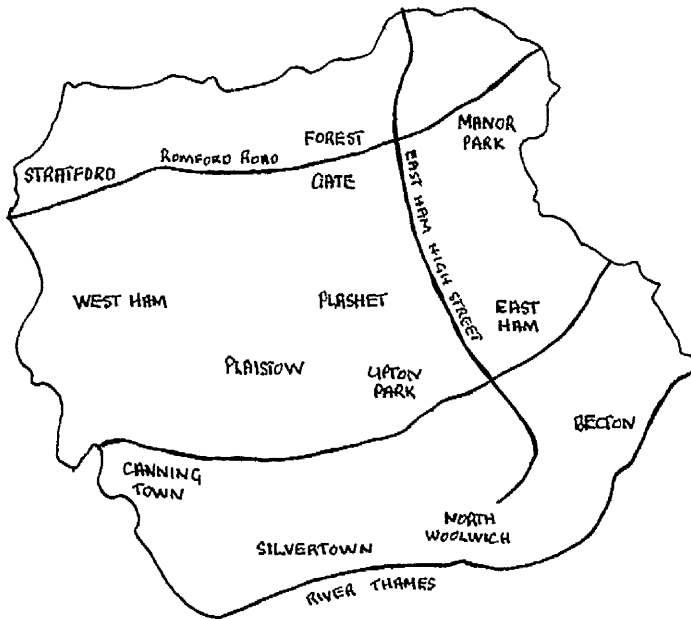 FOREST
GATE
MANOR
PARK
ROMFORD ROAD
STRATFORD
EAST HAM HIGH STREET
WEST HAM
PLASHET
EAST
HAM
PLAISTOW
UPTON
PARK
BECTON
CANNING
TOWN
NORTH
WOOLWICH
SILVERTOWN
RIVER THAMES